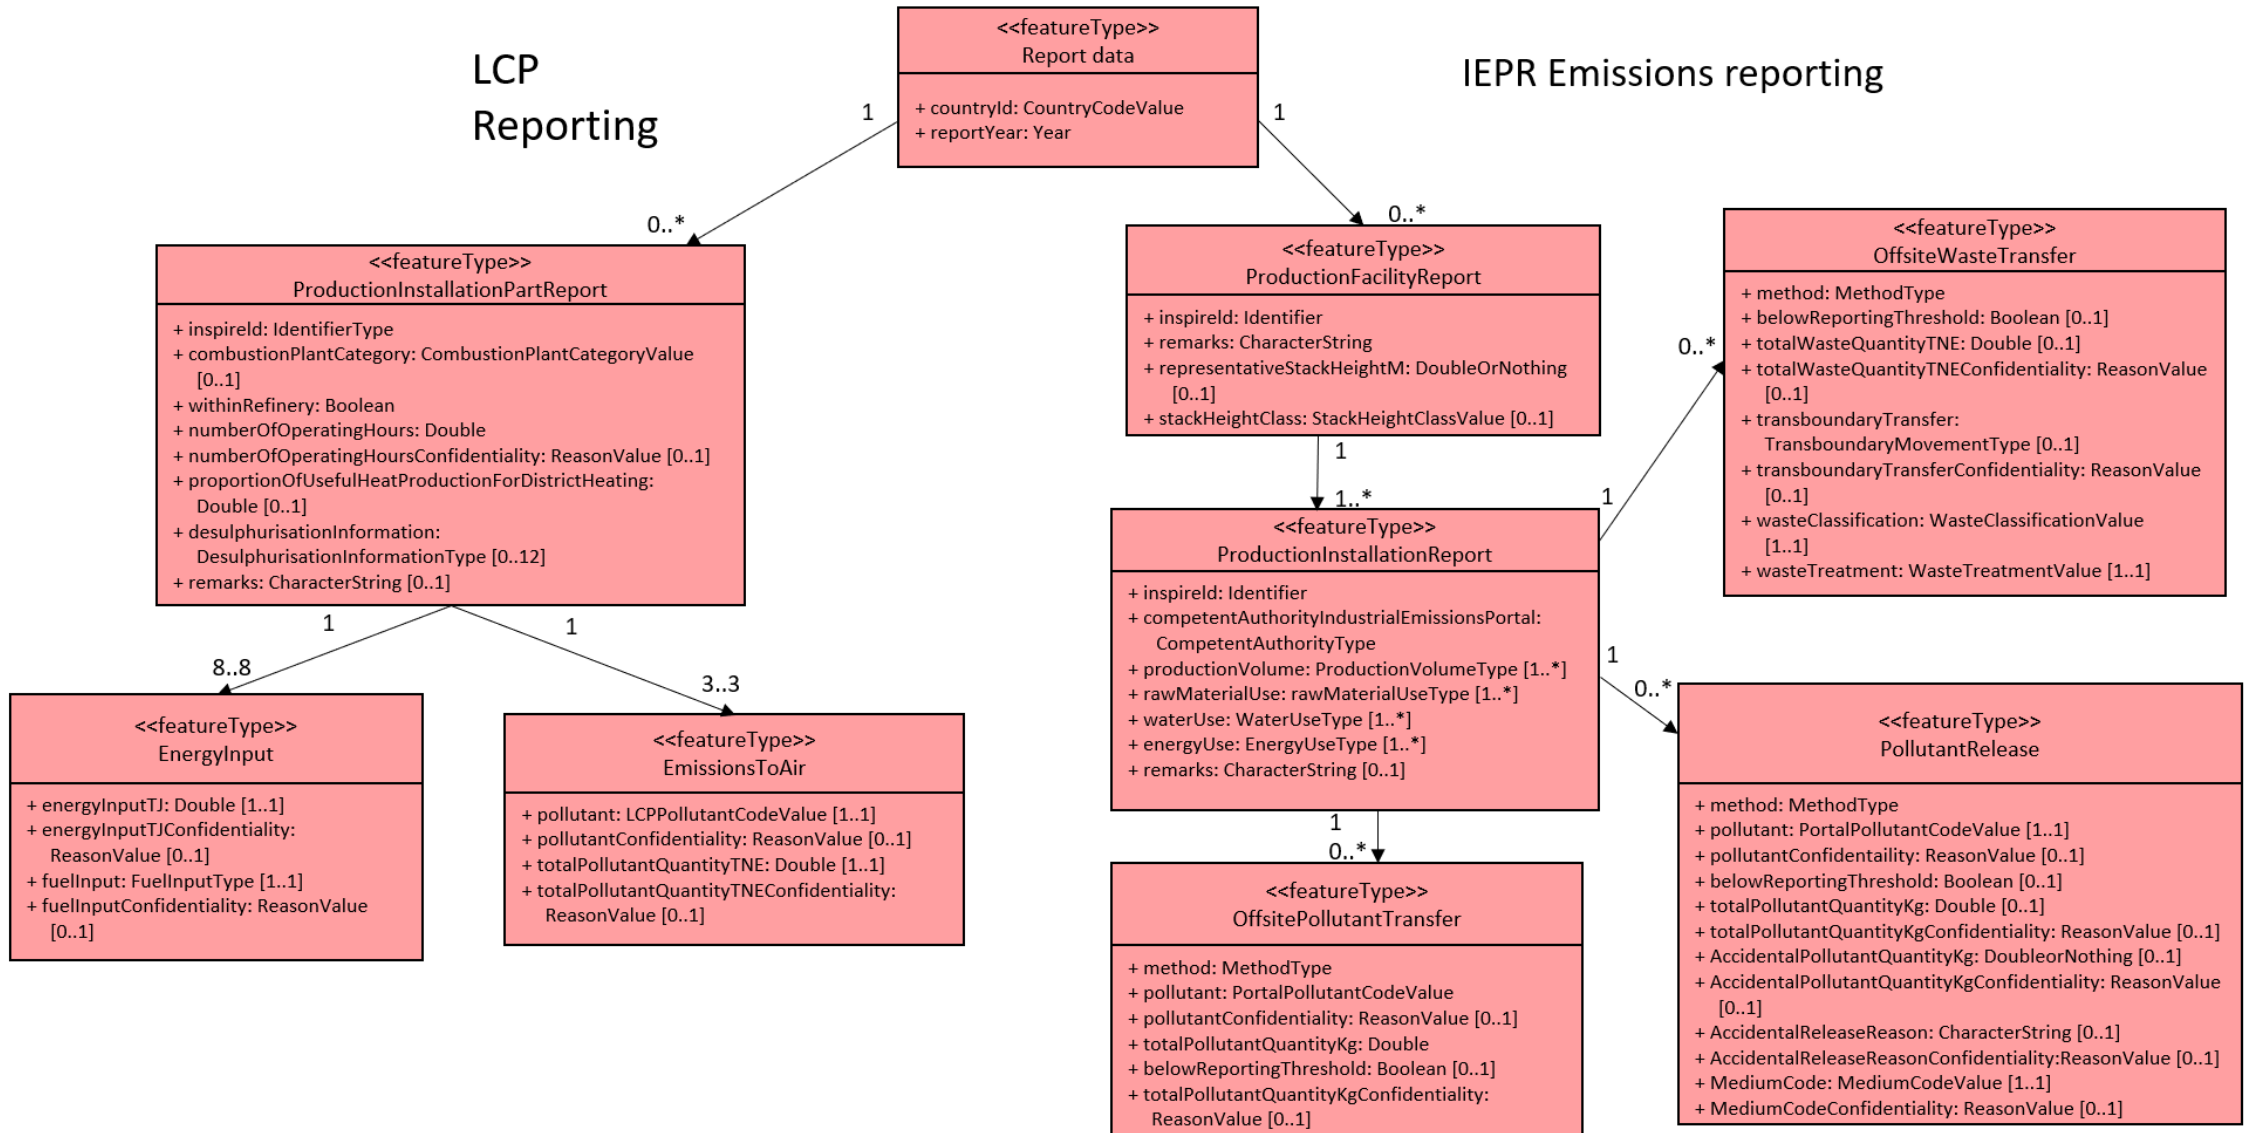 LCP
Reporting
IEPR Emissions reporting
<<featureType>>
Report data
+ countryId: CountryCodeValue
+ reportYear: Year
1
1
0..*
0..*
<<featureType>>
ProductionInstallationPartReport
+ inspireId: IdentifierType
+ combustionPlantCategory: CombustionPlantCategoryValue
[0..1]
+ withinRefinery: Boolean
+ numberOfOperatingHours: Double
+ numberOfOperatingHoursConfidentiality: ReasonValue [0..1]
+ proportionOfUsefulHeatProductionForDistrictHeating:
Double [0..1]
+ desulphurisationInformation:
DesulphurisationInformationType [0..12]
+ remarks: CharacterString [0..1]
1
1
8..8
3..3
<<featureType>>
EnergyInput
+ energyInputTJ: Double [1..1]
+ energyInputTJConfidentiality:
ReasonValue [0..1]
+ fuelInput: FuelInputType [1..1]
+ fuelInputConfidentiality: ReasonValue
[0..1]
<<featureType>>
EmissionsToAir
+ pollutant: LCPPollutantCodeValue [1..1]
+ pollutantConfidentiality: ReasonValue [0..1]
+ totalPollutantQuantityTNE: Double [1..1]
+ totalPollutantQuantityTNEConfidentiality:
ReasonValue [0..1]
<<featureType>>
ProductionFacilityReport
+ inspireId: Identifier
+ remarks: CharacterString
+ representativeStackHeightM: DoubleOrNothing
[0..1]
+ stackHeightClass: StackHeightClassValue [0..1]
1
1..*
<<featureType>>
ProductionInstallationReport
+ inspireId: Identifier
+ competentAuthorityIndustrialEmissionsPortal:
CompetentAuthorityType
+ productionVolume: ProductionVolumeType [1..*]
+ rawMaterialUse: rawMaterialUseType [1..*]
+ waterUse: WaterUseType [1..*]
+ energyUse: EnergyUseType [1..*]
+ remarks: CharacterString [0..1]
1
0..*
<<featureType>>
OffsitePollutantTransfer
+ method: MethodType
+ pollutant: PortalPollutantCodeValue
+ pollutantConfidentiality: ReasonValue [0..1]
+ totalPollutantQuantityKg: Double
+ belowReportingThreshold: Boolean [0..1]
+ totalPollutantQuantityKgConfidentiality:
ReasonValue [0..1]
1
0..*
<<featureType>>
OffsiteWasteTransfer
+ method: MethodType
+ belowReportingThreshold: Boolean [0..1]
+ totalWasteQuantityTNE: Double [0..1]
+ totalWasteQuantityTNEConfidentiality: ReasonValue
[0..1]
+ transboundaryTransfer:
TransboundaryMovementType [0..1]
+ transboundaryTransferConfidentiality: ReasonValue
[0..1]
+ wasteClassification: WasteClassificationValue
[1..1]
+ wasteTreatment: WasteTreatmentValue [1..1]
1
0..*
<<featureType>>
PollutantRelease
+ method: MethodType
+ pollutant: PortalPollutantCodeValue [1..1]
+ pollutantConfidentaility: ReasonValue [0..1]
+ belowReportingThreshold: Boolean [0..1]
+ totalPollutantQuantityKg: Double [0..1]
+ totalPollutantQuantityKgConfidentiality: ReasonValue [0..1]
+ AccidentalPollutantQuantityKg: DoubleorNothing [0..1]
+ AccidentalPollutantQuantityKgConfidentiality: ReasonValue
[0..1]
+ AccidentalReleaseReason: CharacterString [0..1]
+ AccidentalReleaseReasonConfidentiality:ReasonValue [0..1]
+ MediumCode: MediumCodeValue [1..1]
+ MediumCodeConfidentiality: ReasonValue [0..1]